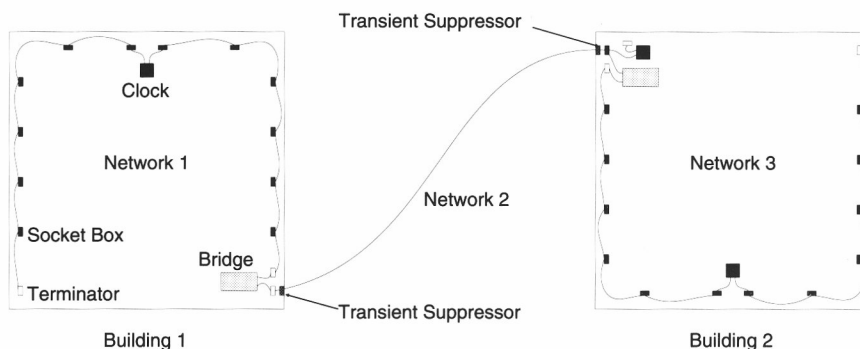 Transient Suppressor
Clock
Network 1
Network 3
Network 2
Socket Box
Bridge
Terminator
Transient Suppressor
Building 1
Building 2